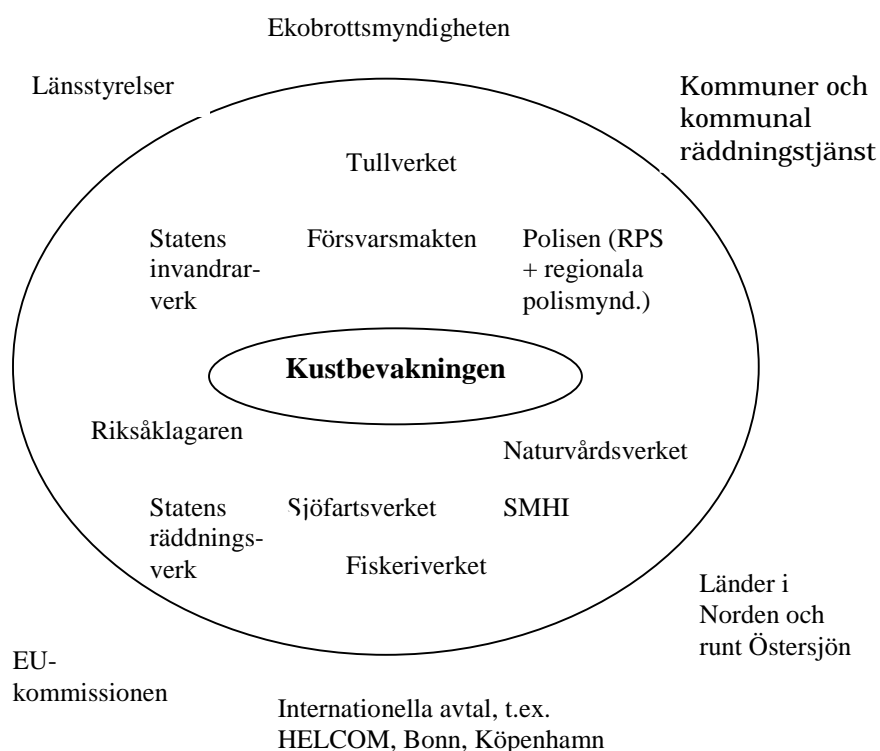 Ekobrottsmyndigheten
Länsstyrelser
Kommuner och
kommunal
räddningstjänst
Tullverket
Statens
invandrar-
verk
Försvarsmakten
Polisen (RPS
+ regionala
polismynd.)
Kustbevakningen
Riksåklagaren
Naturvårdsverket
Statens
räddnings-
verk
Sjöfartsverket
SMHI
Fiskeriverket
Länder i
Norden och
runt Östersjön
EU-
kommissionen
Internationella avtal, t.ex.
HELCOM, Bonn, Köpenhamn